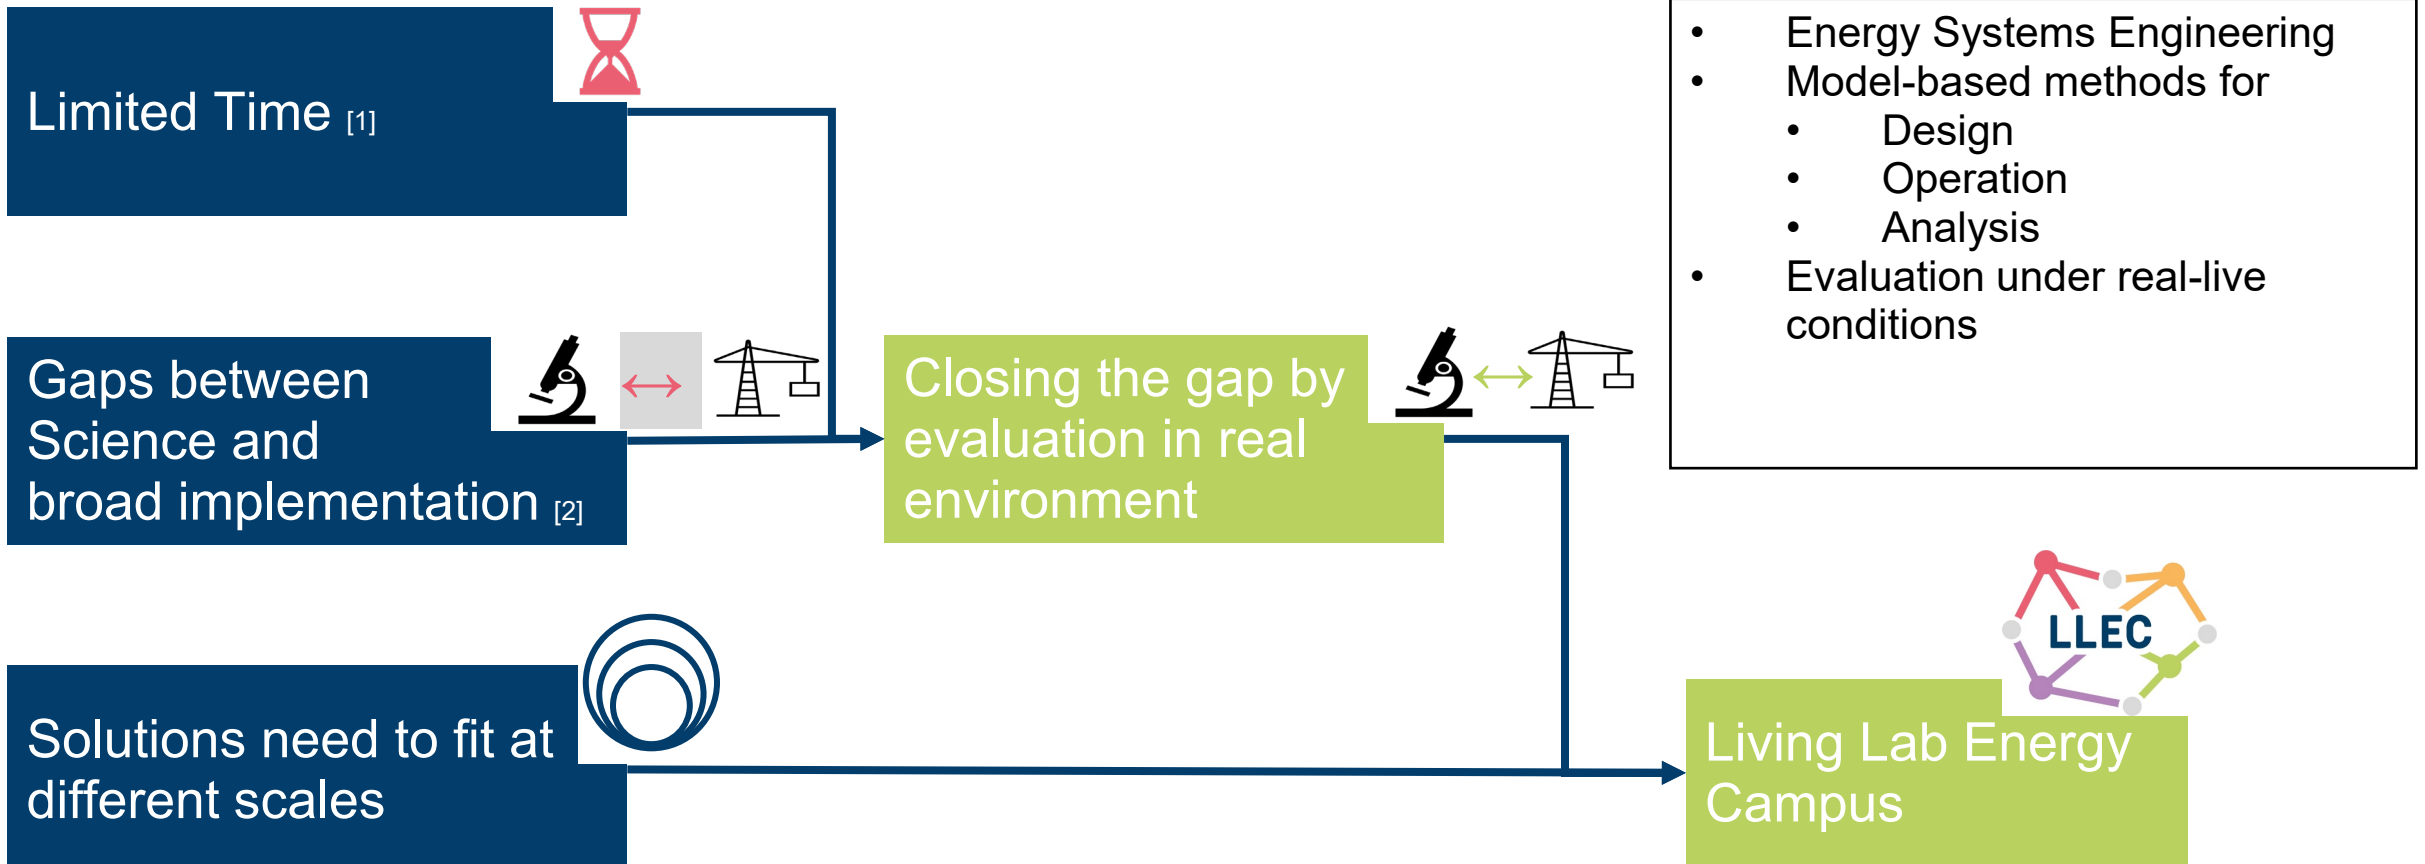 Limited Time [1]
Gaps between
Science and
broad implementation [2]
Solutions need to fit at
different scales
Closing the gap by
evaluation in real
environment
• Energy Systems Engineering
• Model-based methods for
• Design
• Operation
• Analysis
• Evaluation under real-live
conditions
LLEC
Living Lab Energy
Campus